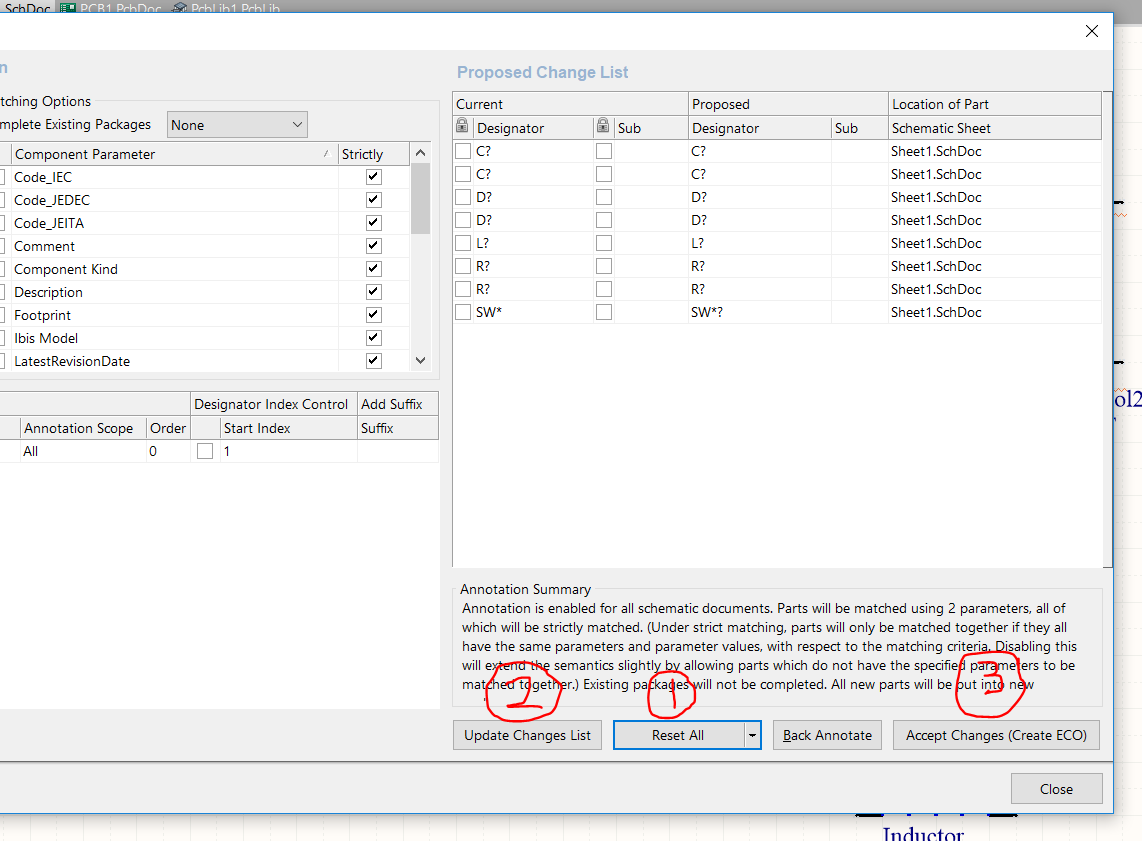 SchDoc PCB1.PcbDoc PcbLib1.PcbLib
n
Proposed Change List
tching Options
mplete Existing Packages None
Component Parameter Strictly
Code_IEC
Code_JEDEC
Code_JEITA
Comment
Component Kind
Description
Footprint
Ibis Model
LatestRevisionDate
Designator Index Control Add Suffix
Annotation Scope Order Start Index Suffix
All 0 1
Current Proposed Location of Part
Designator Sub Designator Sub Schematic Sheet
C? C? Sheet1.SchDoc
C? C? Sheet1.SchDoc
D? D? Sheet1.SchDoc
D? D? Sheet1.SchDoc
L? L? Sheet1.SchDoc
R? R? Sheet1.SchDoc
R? R? Sheet1.SchDoc
SW* SW*? Sheet1.SchDoc
ol2
Annotation Summary
Annotation is enabled for all schematic documents. Parts will be matched using 2 parameters, all of
which will be strictly matched. (Under strict matching, parts will only be matched together if they all
have the same parameters and parameter values, with respect to the matching criteria. Disabling this
will extend the semantics slightly by allowing parts which do not have the specified parameters to be
matched together.) Existing packages will not be completed. All new parts will be put into new
2 1 3
Update Changes List Reset All Back Annotate Accept Changes (Create ECO)
Close
Inductor